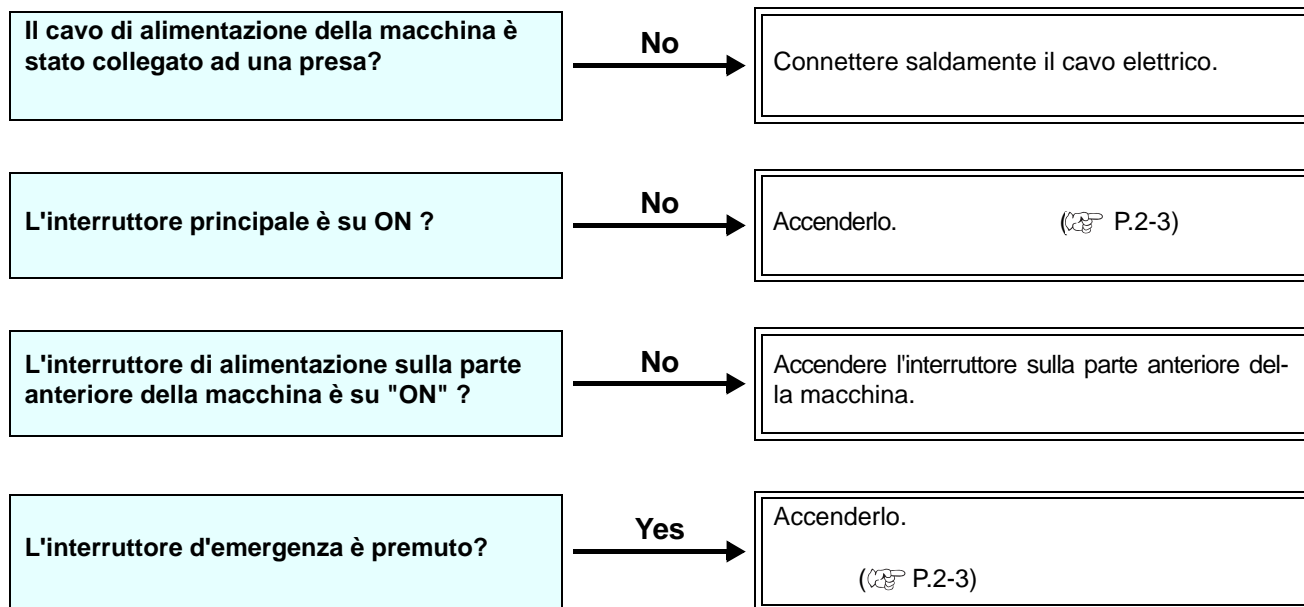 Il cavo di alimentazione della macchina è
stato collegato ad una presa?
No
Connettere saldamente il cavo elettrico.
L'interruttore principale è su ON ?
No
Accenderlo. (☞ P.2-3)
L'interruttore di alimentazione sulla parte
anteriore della macchina è su "ON" ?
No
Accendere l'interruttore sulla parte anteriore del-
la macchina.
L'interruttore d'emergenza è premuto?
Yes
Accenderlo.
(☞ P.2-3)